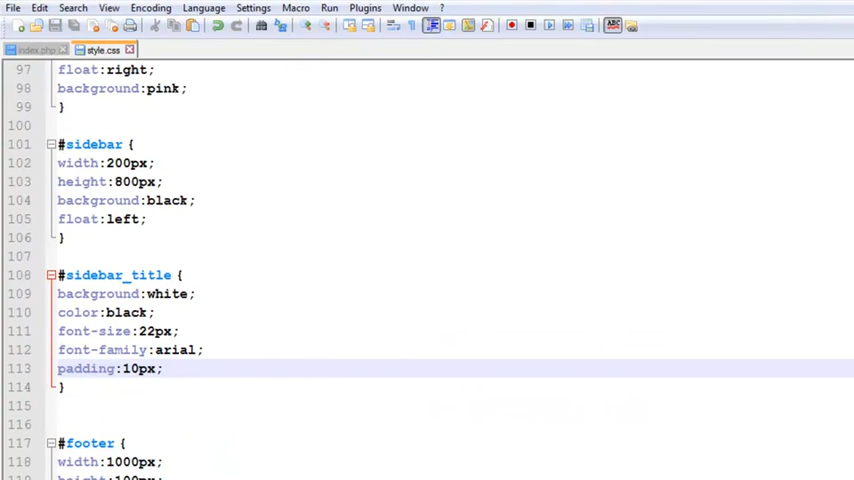 File Edit Search View Encoding Language Settings Macro Run Plugins Window ?
index.php style.css
97 float:right;
98 background:pink;
99 }
100
101 #sidebar {
102 width:200px;
103 height:800px;
104 background:black;
105 float:left;
106 }
107
108 #sidebar_title {
109 background:white;
110 color:black;
111 font-size:22px;
112 font-family:arial;
113 padding:10px;
114 }
115
116
117 #footer {
118 width:1000px;